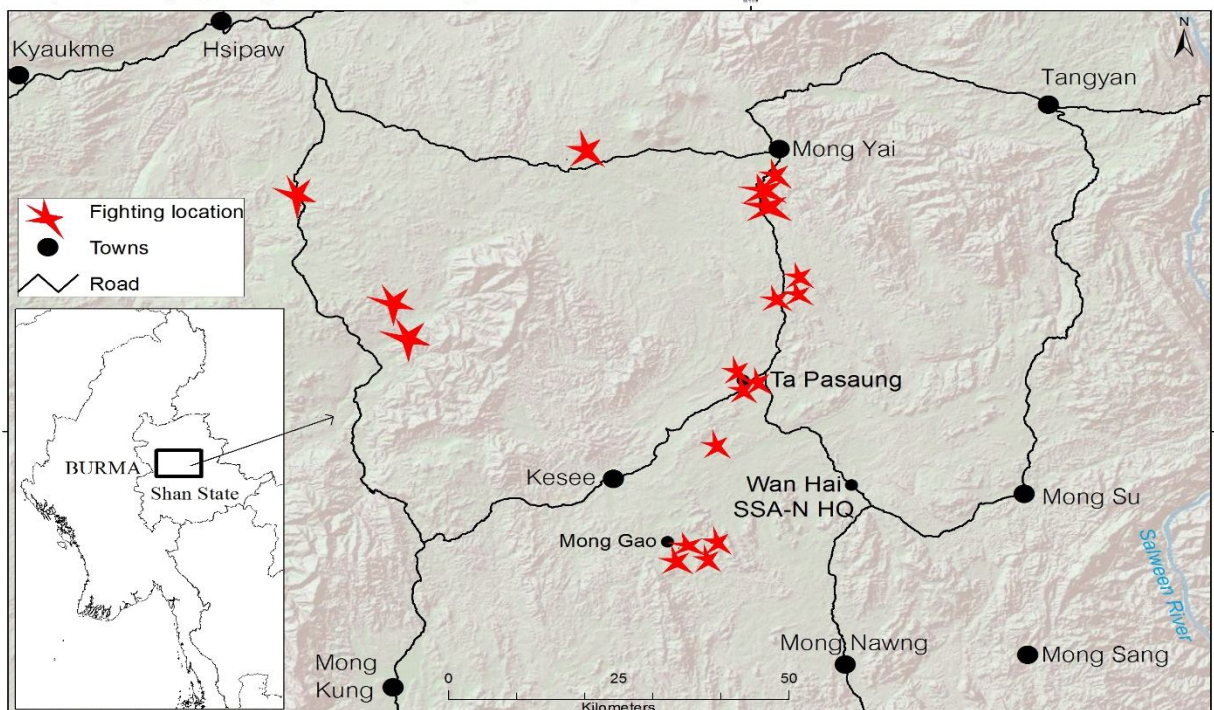 N
Kyaukme
Hsipaw
Tangyan
Mong Yai
Fighting location
Towns
Road
Ta Pasaung
BURMA
Shan State
Kesee
Wan Hai
SSA-N HQ
Mong Su
Mong Gao
Salween River
Mong Nawng
Mong Sang
Mong
Kung
0 25 50
Kilometers